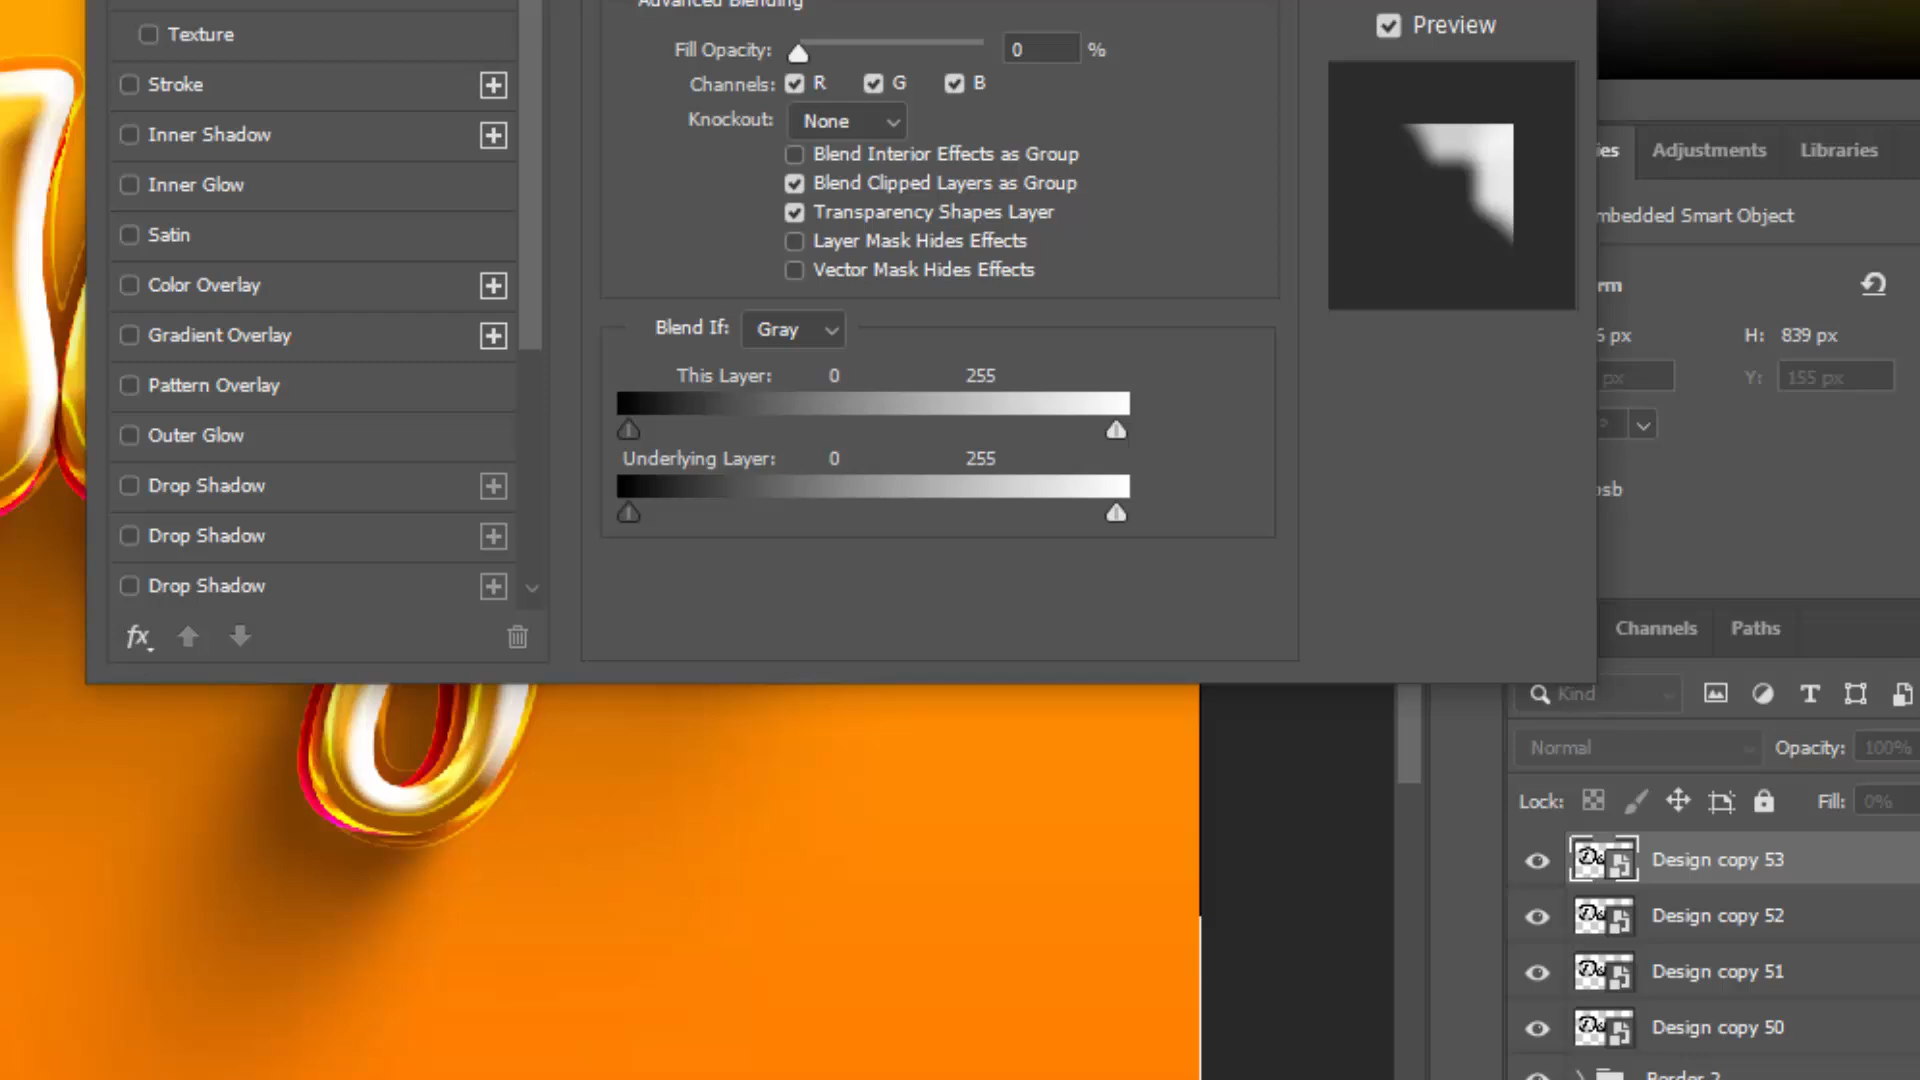 Advanced Blending
Texture
Fill Opacity: 0 %
Preview
Stroke
Channels: R G B
Inner Shadow
Knockout: None
Blend Interior Effects as Group
ies Adjustments Libraries
Inner Glow
Blend Clipped Layers as Group
Transparency Shapes Layer
mbedded Smart Object
Satin
Layer Mask Hides Effects
Vector Mask Hides Effects
Color Overlay
rm
Gradient Overlay
Blend If: Gray
5 px H: 839 px
Pattern Overlay
This Layer: 0 255
px Y: 155 px
Outer Glow
Underlying Layer: 0 255
Drop Shadow
osb
Drop Shadow
Drop Shadow
fx
Channels Paths
Kind
Normal Opacity: 100%
Lock: Fill: 0%
Design copy 53
Design copy 52
Design copy 51
Design copy 50
Border 2